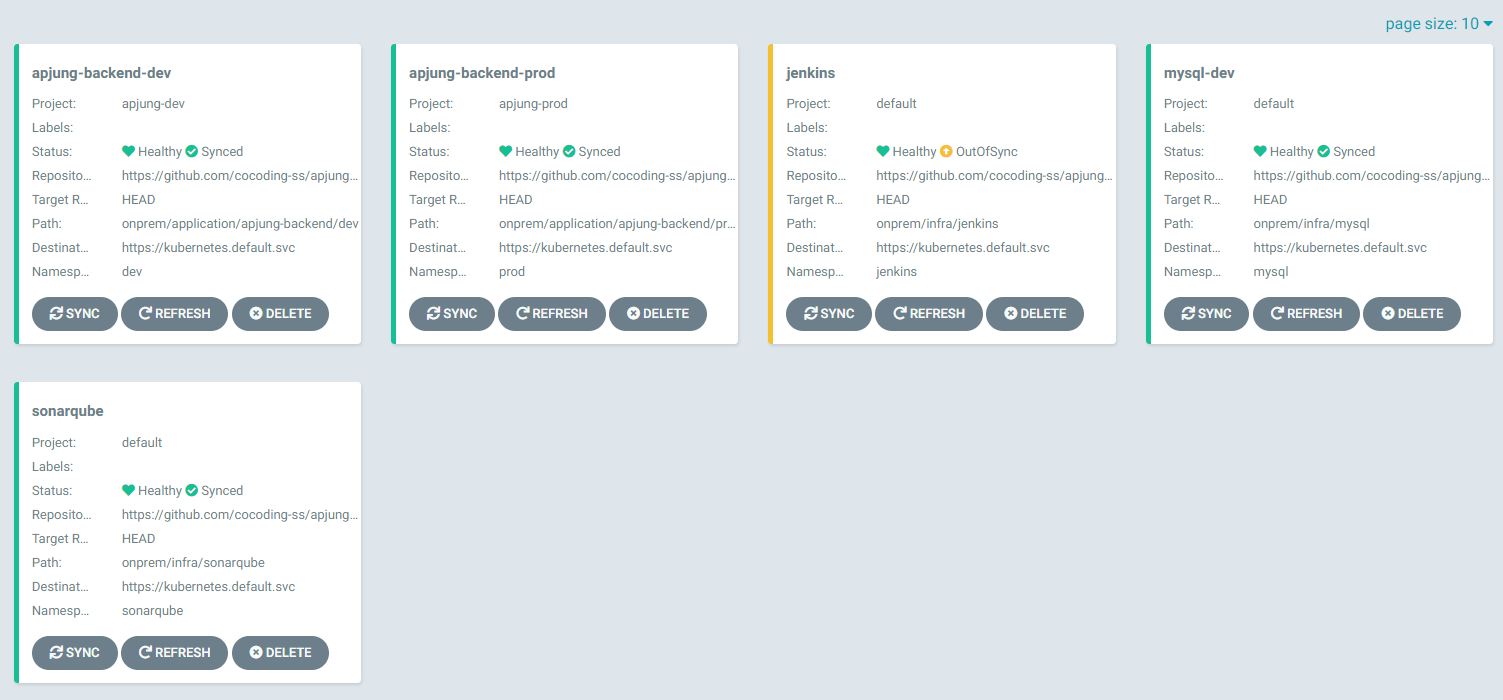 page size: 10
apjung-backend-dev
Project: apjung-dev
Labels:
Status: Healthy Synced
Reposito... https://github.com/cocoding-ss/apjung...
Target R... HEAD
Path: onprem/application/apjung-backend/dev
Destinat... https://kubernetes.default.svc
Namesp... dev
SYNC REFRESH DELETE
apjung-backend-prod
Project: apjung-prod
Labels:
Status: Healthy Synced
Reposito... https://github.com/cocoding-ss/apjung...
Target R... HEAD
Path: onprem/application/apjung-backend/pr...
Destinat... https://kubernetes.default.svc
Namesp... prod
SYNC REFRESH DELETE
jenkins
Project: default
Labels:
Status: Healthy OutOfSync
Reposito... https://github.com/cocoding-ss/apjung...
Target R... HEAD
Path: onprem/infra/jenkins
Destinat... https://kubernetes.default.svc
Namesp... jenkins
SYNC REFRESH DELETE
mysql-dev
Project: default
Labels:
Status: Healthy Synced
Reposito... https://github.com/cocoding-ss/apjung...
Target R... HEAD
Path: onprem/infra/mysql
Destinat... https://kubernetes.default.svc
Namesp... mysql
SYNC REFRESH DELETE
sonarqube
Project: default
Labels:
Status: Healthy Synced
Reposito... https://github.com/cocoding-ss/apjung...
Target R... HEAD
Path: onprem/infra/sonarqube
Destinat... https://kubernetes.default.svc
Namesp... sonarqube
SYNC REFRESH DELETE